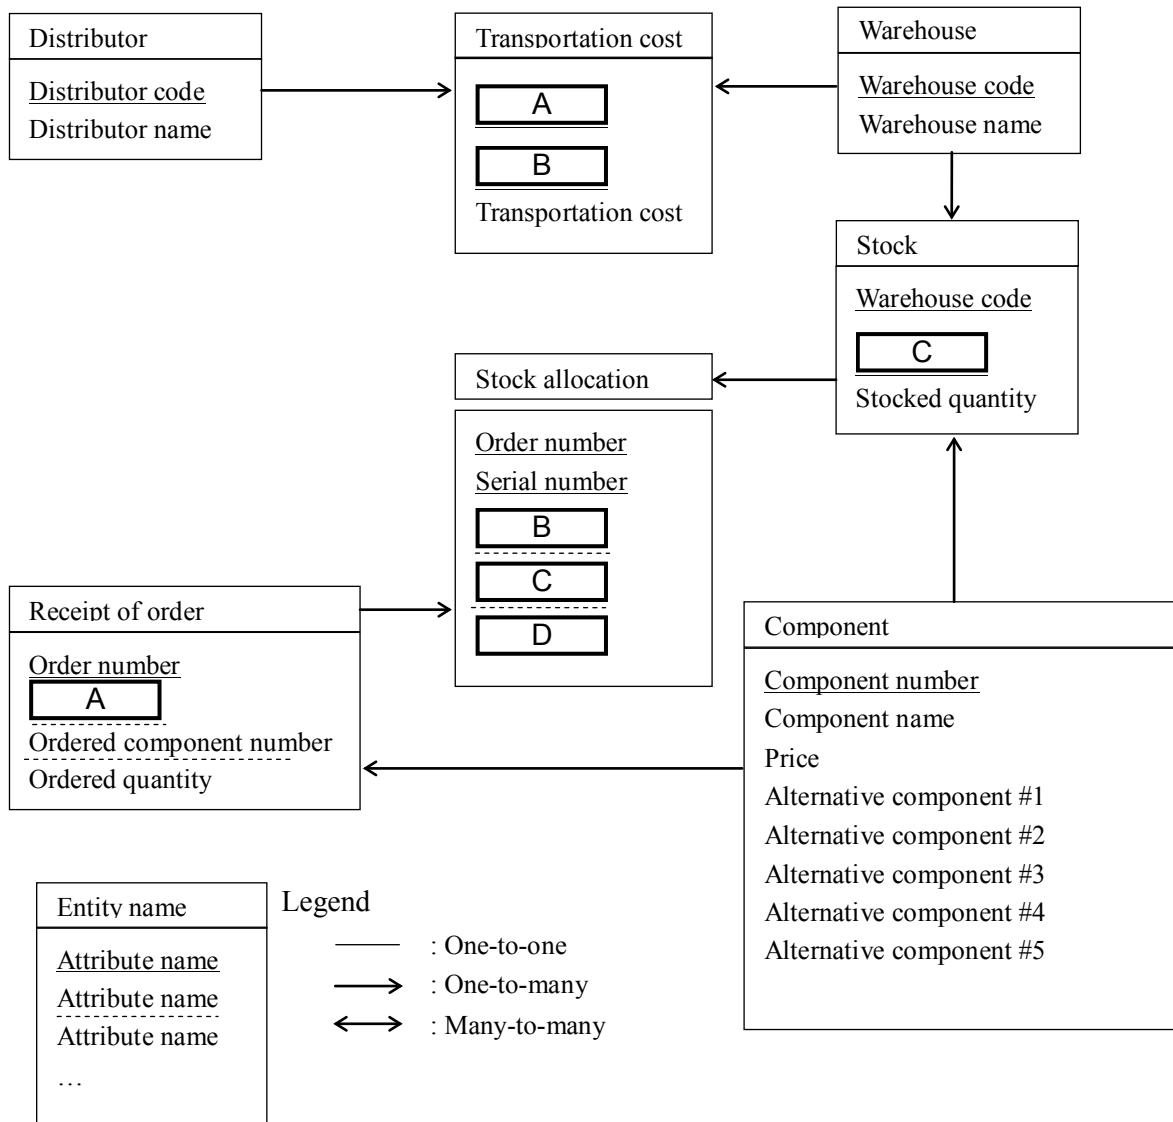 Distributor
Distributor code
Distributor name
Transportation cost
A
B
Transportation cost
Warehouse
Warehouse code
Warehouse name
Stock
Warehouse code
C
Stocked quantity
Stock allocation
Order number
Serial number
B
C
D
Receipt of order
Order number
A
Ordered component number
Ordered quantity
Component
Component number
Component name
Price
Alternative component #1
Alternative component #2
Alternative component #3
Alternative component #4
Alternative component #5
Entity name
Attribute name
Attribute name
Attribute name
…
Legend
: One-to-one
: One-to-many
: Many-to-many